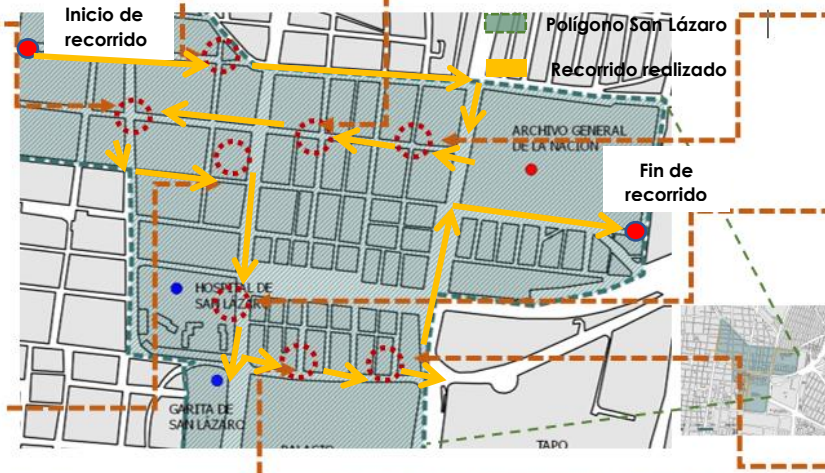 Inicio de
recorrido
Polígono San Lázaro
Recorrido realizado
ARCHIVO GENERAL
DE LA NACIÓN
Fin de
recorrido
HOSPITAL DE
SAN LÁZARO
GARITA DE
SAN LÁZARO
PALACIO
TAPO